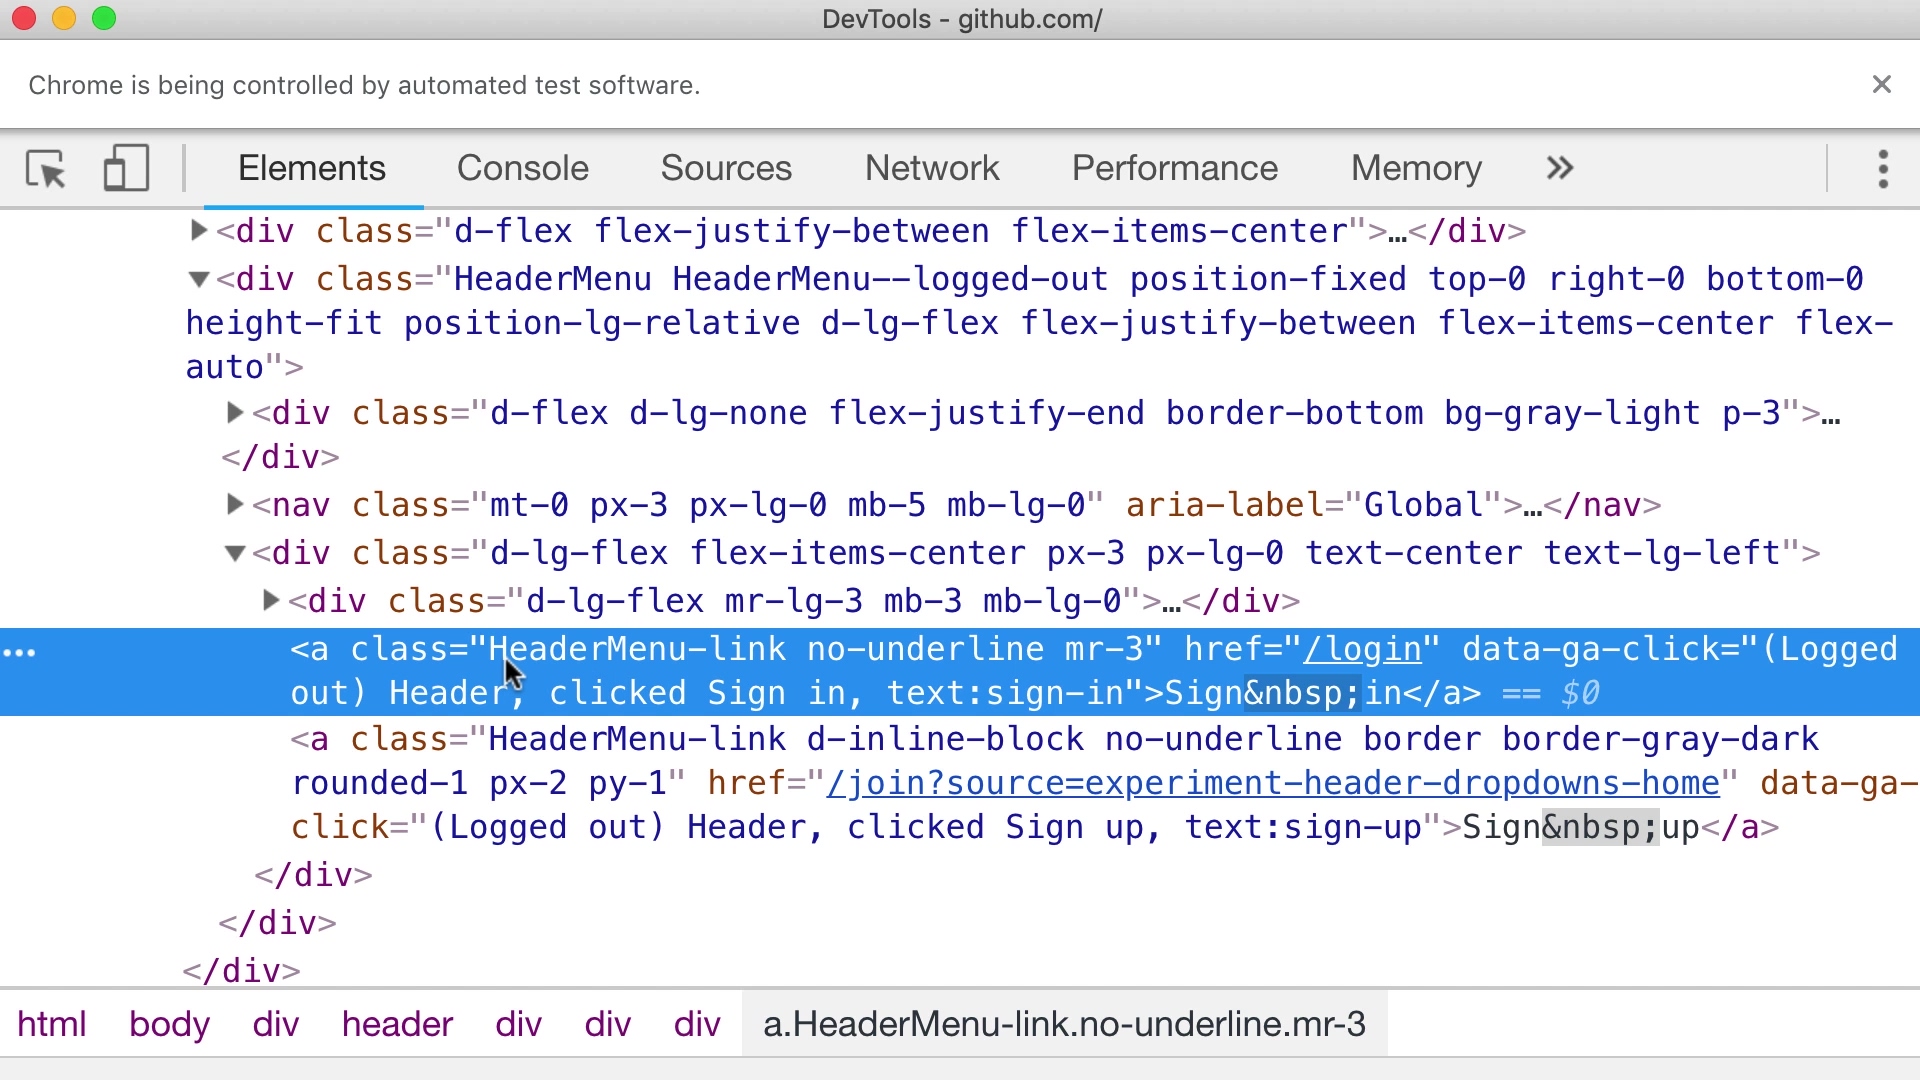 DevTools - github.com/
Chrome is being controlled by automated test software.
Elements Console Sources Network Performance Memory
<div class="d-flex flex-justify-between flex-items-center">…</div>
<div class="HeaderMenu HeaderMenu--logged-out position-fixed top-0 right-0 bottom-0
height-fit position-lg-relative d-lg-flex flex-justify-between flex-items-center flex-
auto">
<div class="d-flex d-lg-none flex-justify-end border-bottom bg-gray-light p-3">…
</div>
<nav class="mt-0 px-3 px-lg-0 mb-5 mb-lg-0" aria-label="Global">…</nav>
<div class="d-lg-flex flex-items-center px-3 px-lg-0 text-center text-lg-left">
<div class="d-lg-flex mr-lg-3 mb-3 mb-lg-0">…</div>
<a class="HeaderMenu-link no-underline mr-3" href="/login" data-ga-click="(Logged
out) Header, clicked Sign in, text:sign-in">Sign&nbsp;in</a> == $0
<a class="HeaderMenu-link d-inline-block no-underline border border-gray-dark
rounded-1 px-2 py-1" href="/join?source=experiment-header-dropdowns-home" data-ga-
click="(Logged out) Header, clicked Sign up, text:sign-up">Sign&nbsp;up</a>
</div>
</div>
</div>
html body div header div div div a.HeaderMenu-link.no-underline.mr-3